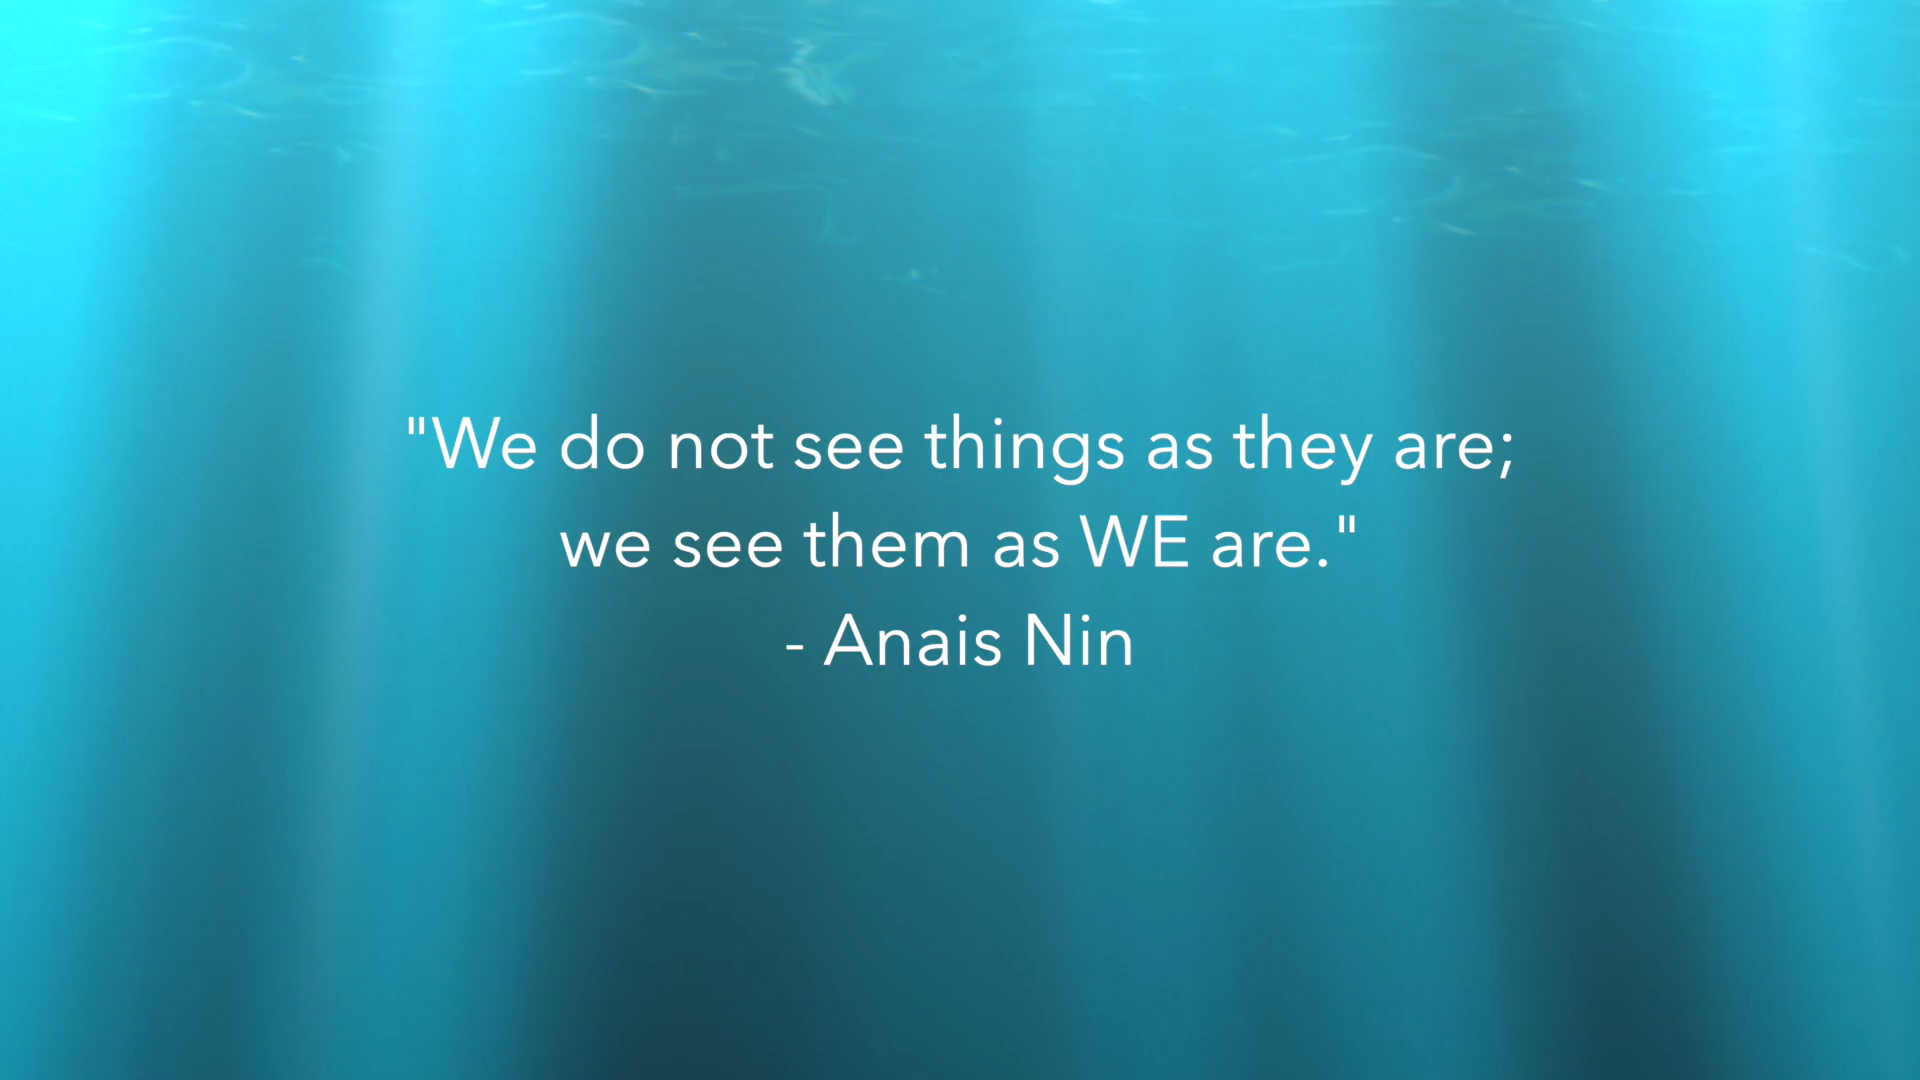 "We do not see things as they are;
we see them as WE are."
- Anais Nin